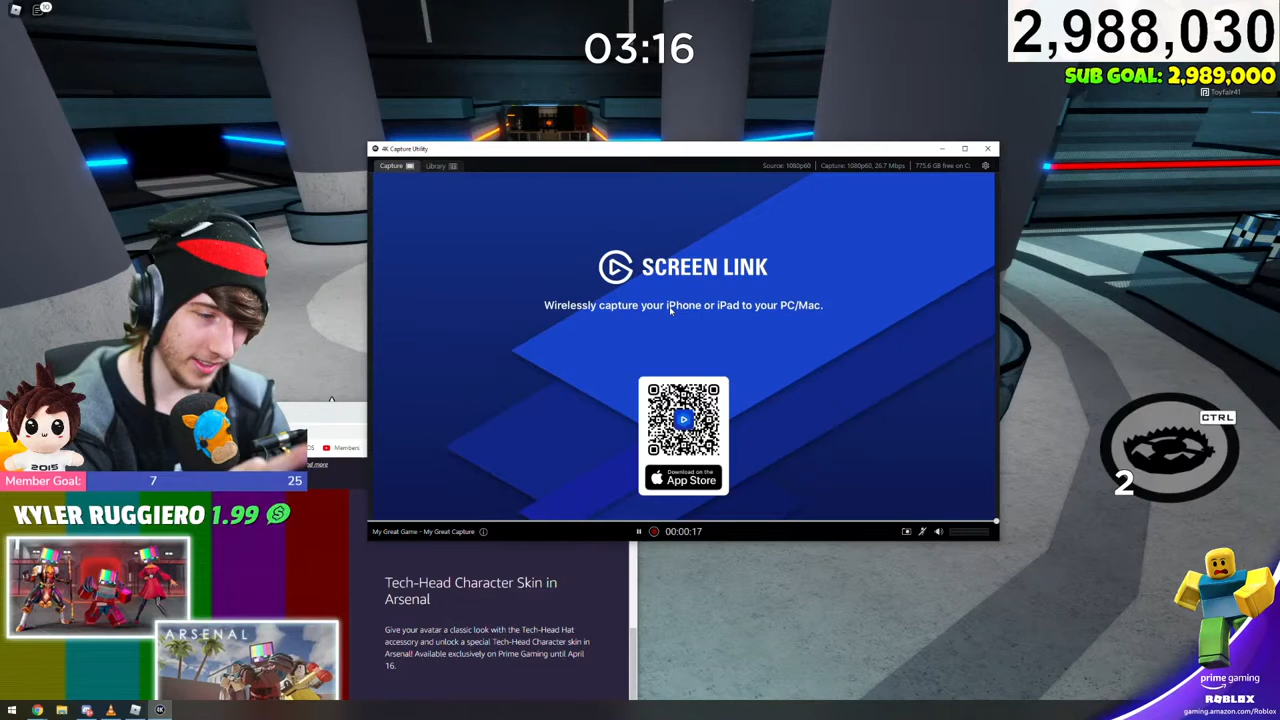 10
03:16
2,988,030
SUB GOAL: 2,989,000
Toyfair41
4K Capture Utility
Capture
Library
Source: 1080p60
Capture: 1080p60, 26.7 Mbps
775.6 GB free on C:
SCREEN LINK
Wirelessly capture your iPhone or iPad to your PC/Mac.
Download on the
App Store
CTRL
2
Members
2015
Member Goal: 7 25
My Great Game - My Great Capture
00:00:17
KYLER RUGGIERO 1.99
Tech-Head Character Skin in
Arsenal
Give your avatar a classic look with the Tech-Head Hat
accessory and unlock a special Tech-Head Character skin
in Arsenal! Available exclusively on Prime Gaming until April
16.
ARSENAL
prime gaming
ROBLOX
gaming.amazon.com/Roblox
4K